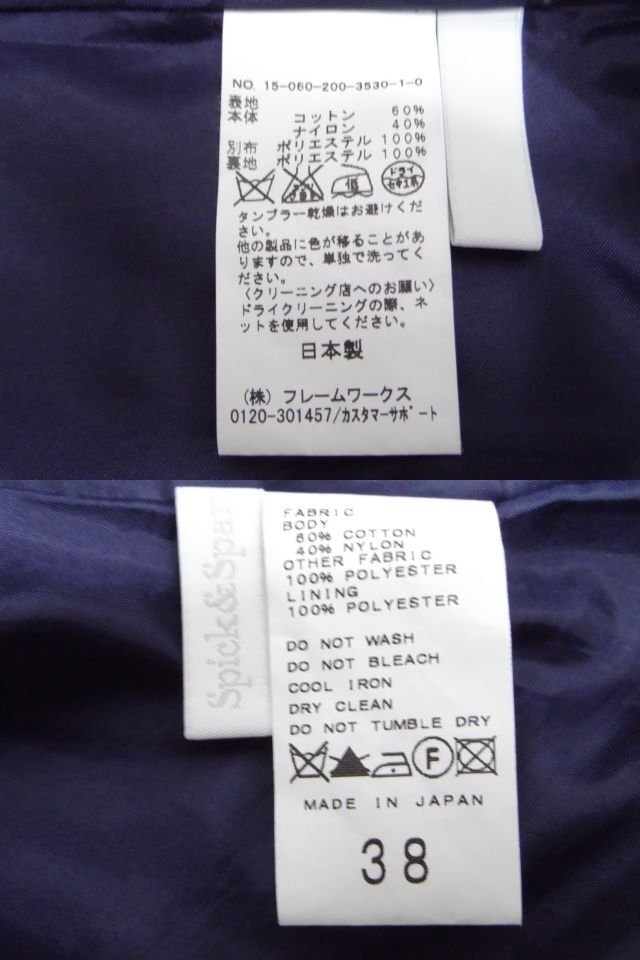 NO. 15-060-200-3530-1-0
表地
本体 コットン 60%
ナイロン 40%
別布 ポリエステル 100%
裏地 ポリエステル 100%
低
ドライ
セキユ系
タンブラー乾燥はお避けくだ
さい。
他の製品に色が移ることがあ
りますので、単独で洗ってく
ださい。
〈クリーニング店へのお願い〉
ドライクリーニングの際、ネ
ットを使用してください。
日本製
(株) フレームワークス
0120-301457/カスタマーサポート
Spick&Span
FABRIC
BODY
60% COTTON
40% NYLON
OTHER FABRIC
100% POLYESTER
LINING
100% POLYESTER
DO NOT WASH
DO NOT BLEACH
COOL IRON
DRY CLEAN
DO NOT TUMBLE DRY
F
MADE IN JAPAN
38